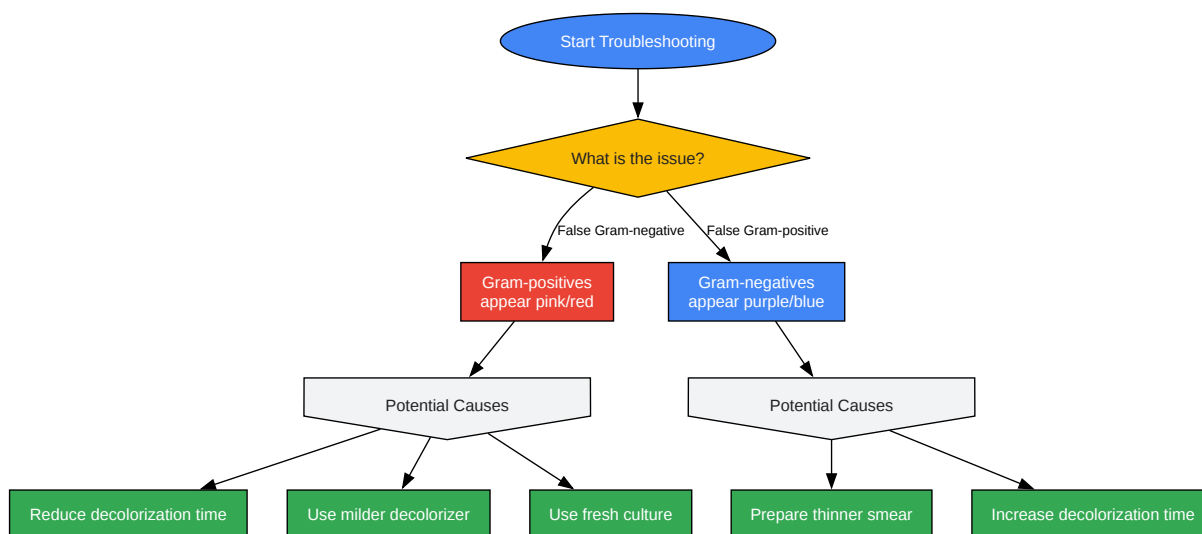 Start Troubleshooting
What is the issue?
False Gram-negative
False Gram-positive
Gram-positives
appear pink/red
Gram-negatives
appear purple/blue
Potential Causes
Potential Causes
Reduce decolorization time
Use milder decolorizer
Use fresh culture
Prepare thinner smear
Increase decolorization time